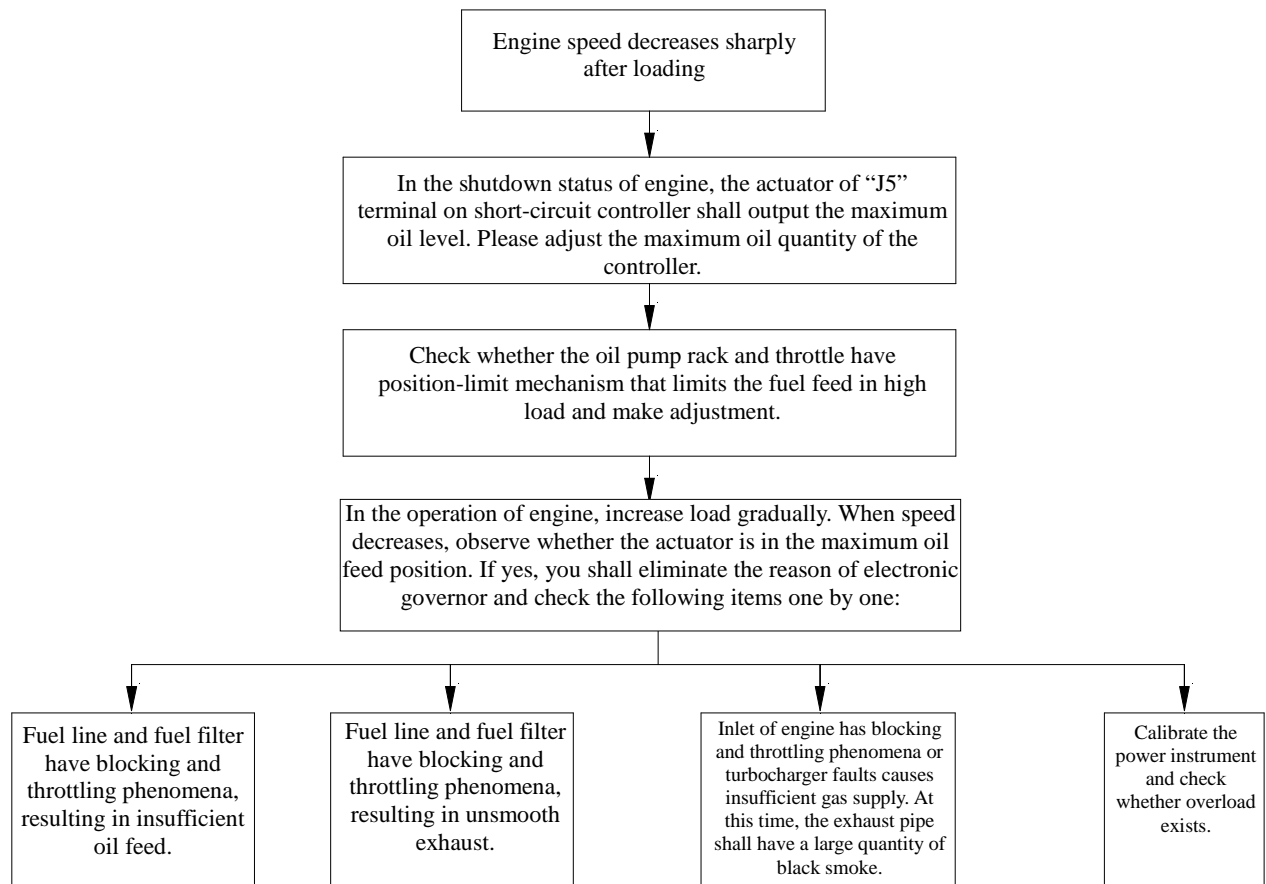 Engine speed decreases sharply
after loading
In the shutdown status of engine, the actuator of “J5”
terminal on short-circuit controller shall output the maximum
oil level. Please adjust the maximum oil quantity of the
controller.
Check whether the oil pump rack and throttle have
position-limit mechanism that limits the fuel feed in high
load and make adjustment.
In the operation of engine, increase load gradually. When speed
decreases, observe whether the actuator is in the maximum oil
feed position. If yes, you shall eliminate the reason of electronic
governor and check the following items one by one:
Fuel line and fuel filter
have blocking and
throttling phenomena,
resulting in insufficient
oil feed.
Fuel line and fuel filter
have blocking and
throttling phenomena,
resulting in unsmooth
exhaust.
Inlet of engine has blocking
and throttling phenomena or
turbocharger faults causes
insufficient gas supply. At
this time, the exhaust pipe
shall have a large quantity of
black smoke.
Calibrate the
power instrument
and check
whether overload
exists.